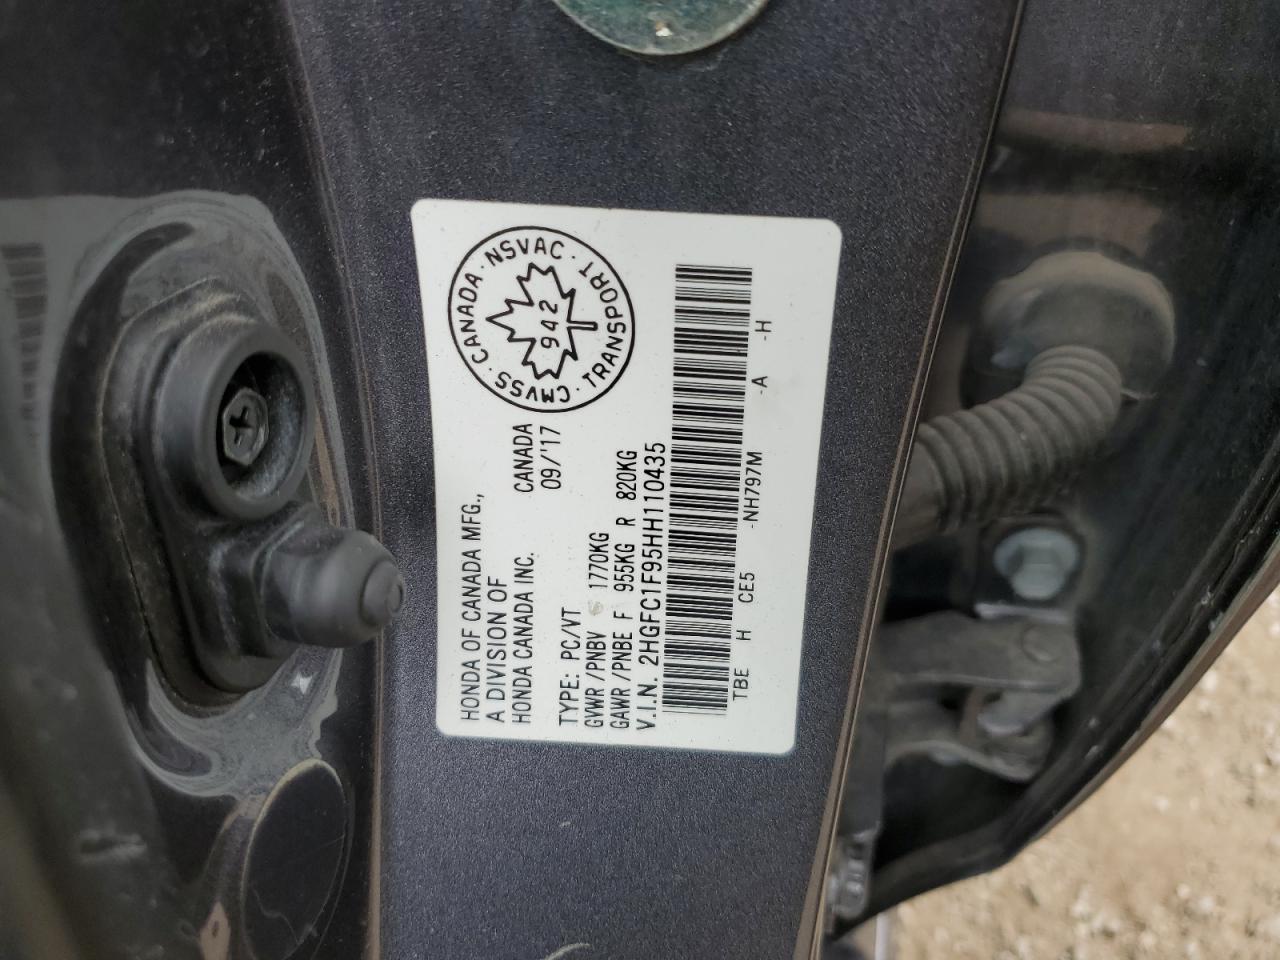 HONDA OF CANADA MFG.,
A DIVISION OF
HONDA CANADA INC.
CANADA
09/'17
CMVSS · CANADA · NSVAC · TRANSPORT ·
942
TYPE: PC/VT
GVWR/PNBV 1770KG
GAWR/PNBE F 955KG R 820KG
V.I.N. 2HGFC1F95HH110435
TBE H CE5 -NH797M -A -H